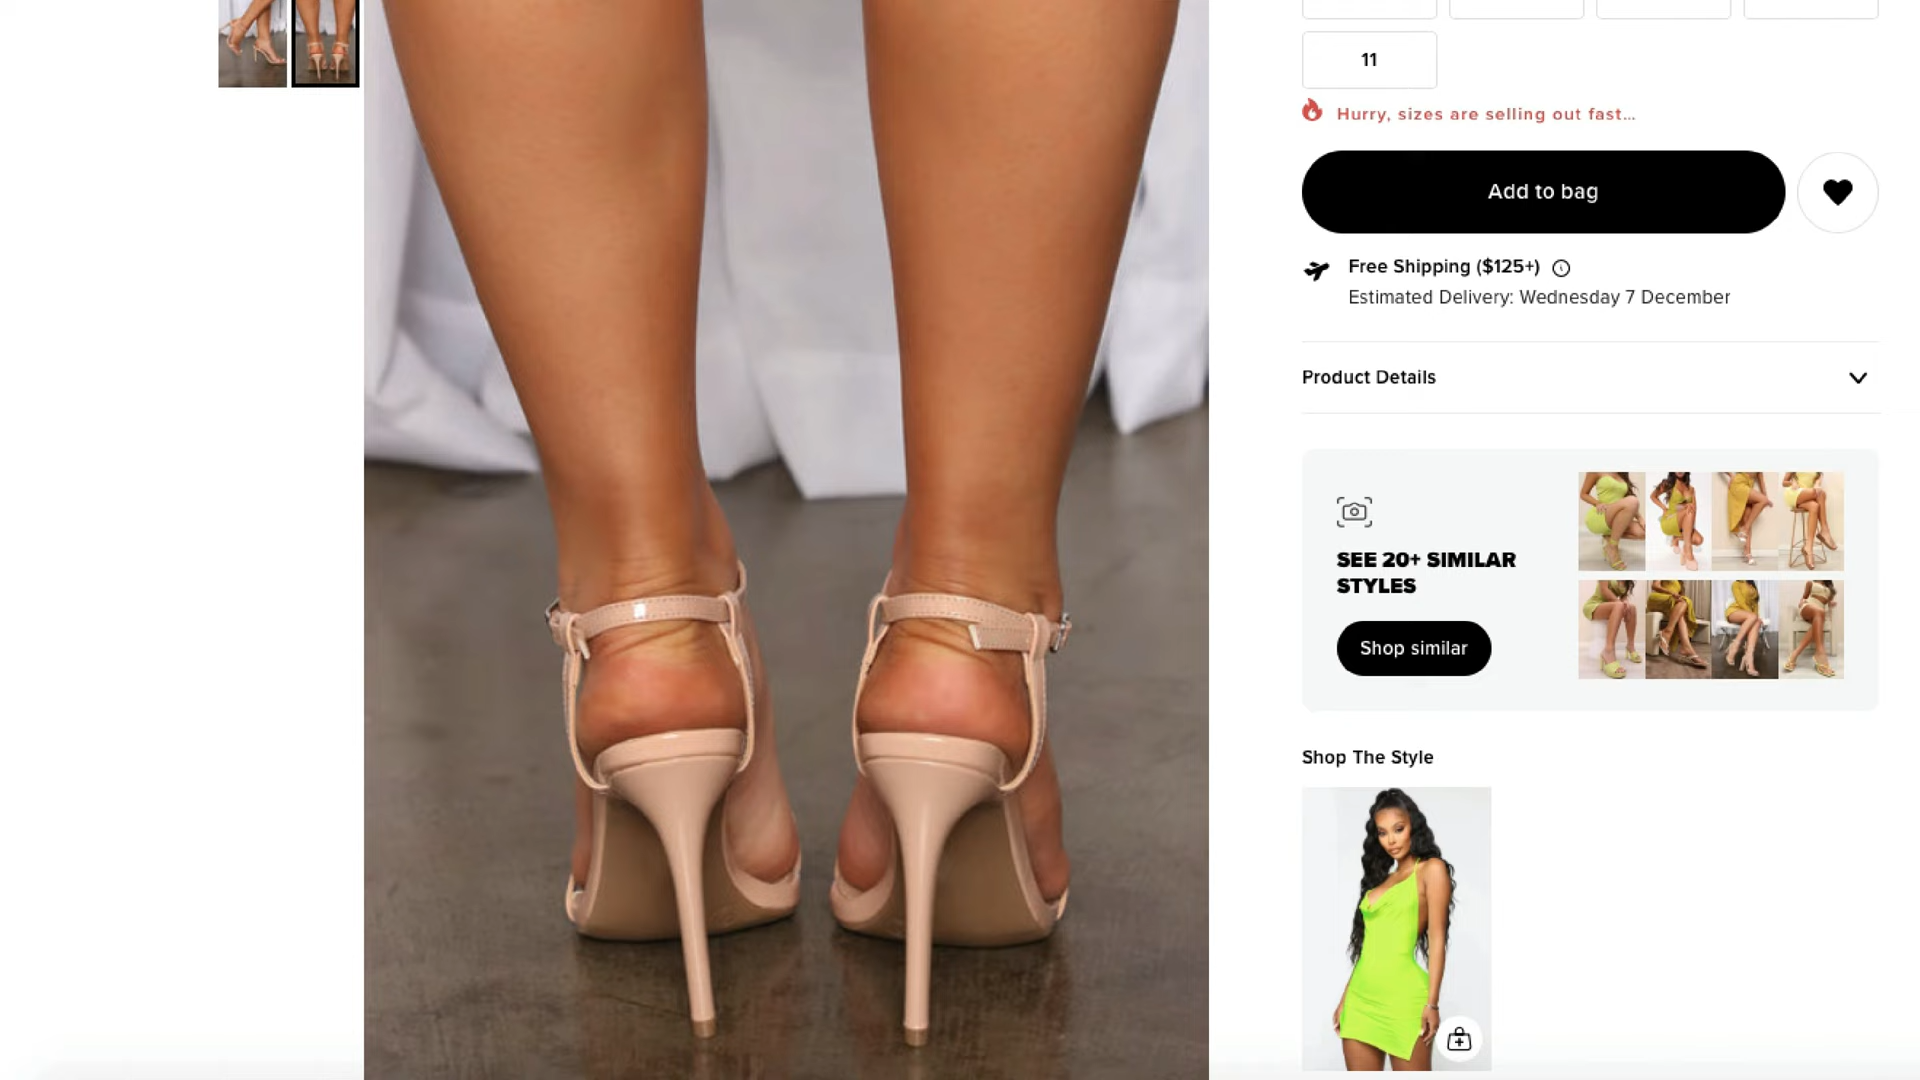 11
Hurry, sizes are selling out fast...
Add to bag
Free Shipping ($125+)
Estimated Delivery: Wednesday 7 December
Product Details
SEE 20+ SIMILAR
STYLES
Shop similar
Shop The Style